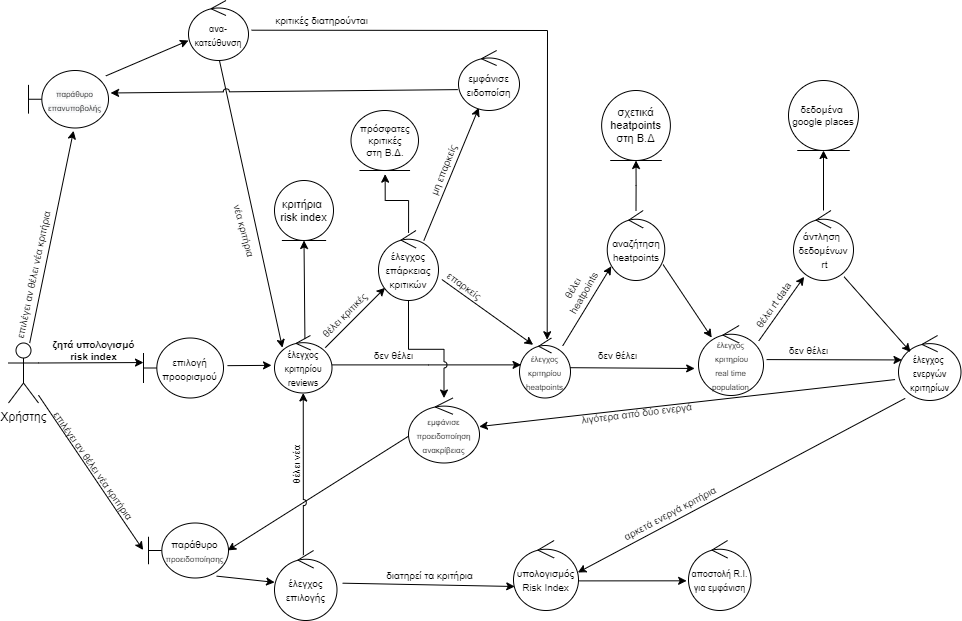 ανα-
κατεύθυνση
κριτικές διατηρούνται
παράθυρο
επανυποβολής
εμφάνισε
ειδοποίηση
πρόσφατες
κριτικές
στη Β.Δ.
σχετικά
heatpoints
στη Β.Δ
δεδομένα
google places
μη επαρκείς
κριτήρια
risk index
νέα κριτήρια
επιλέγει αν θέλει νέα κριτήρια
έλεγχος
επάρκειας
κριτικών
αναζήτηση
heatpoints
άντληση
δεδομένων
rt
επαρκείς
θέλει
heatpoints
θέλει κριτικές
θέλει rt data
ζητά υπολογισμό
risk index
επιλογή
προορισμού
έλεγχος
κριτηρίου
reviews
δεν θέλει
έλεγχος
κριτηρίου
heatpoints
δεν θέλει
έλεγχος
κριτηρίου
real time
population
δεν θέλει
έλεγχος
ενεργών
κριτηρίων
Χρήστης
επιλέγει αν θέλει νέα κριτήρια
εμφάνισε
προειδοποίηση
ανακρίβειας
λιγότερα από δύο ενεργά
θέλει νέα
αρκετά ενεργά κριτήρια
παράθυρο
προειδοποίησης
έλεγχος
επιλογής
διατηρεί τα κριτήρια
υπολογισμός
Risk Index
αποστολή R.I.
για εμφάνιση